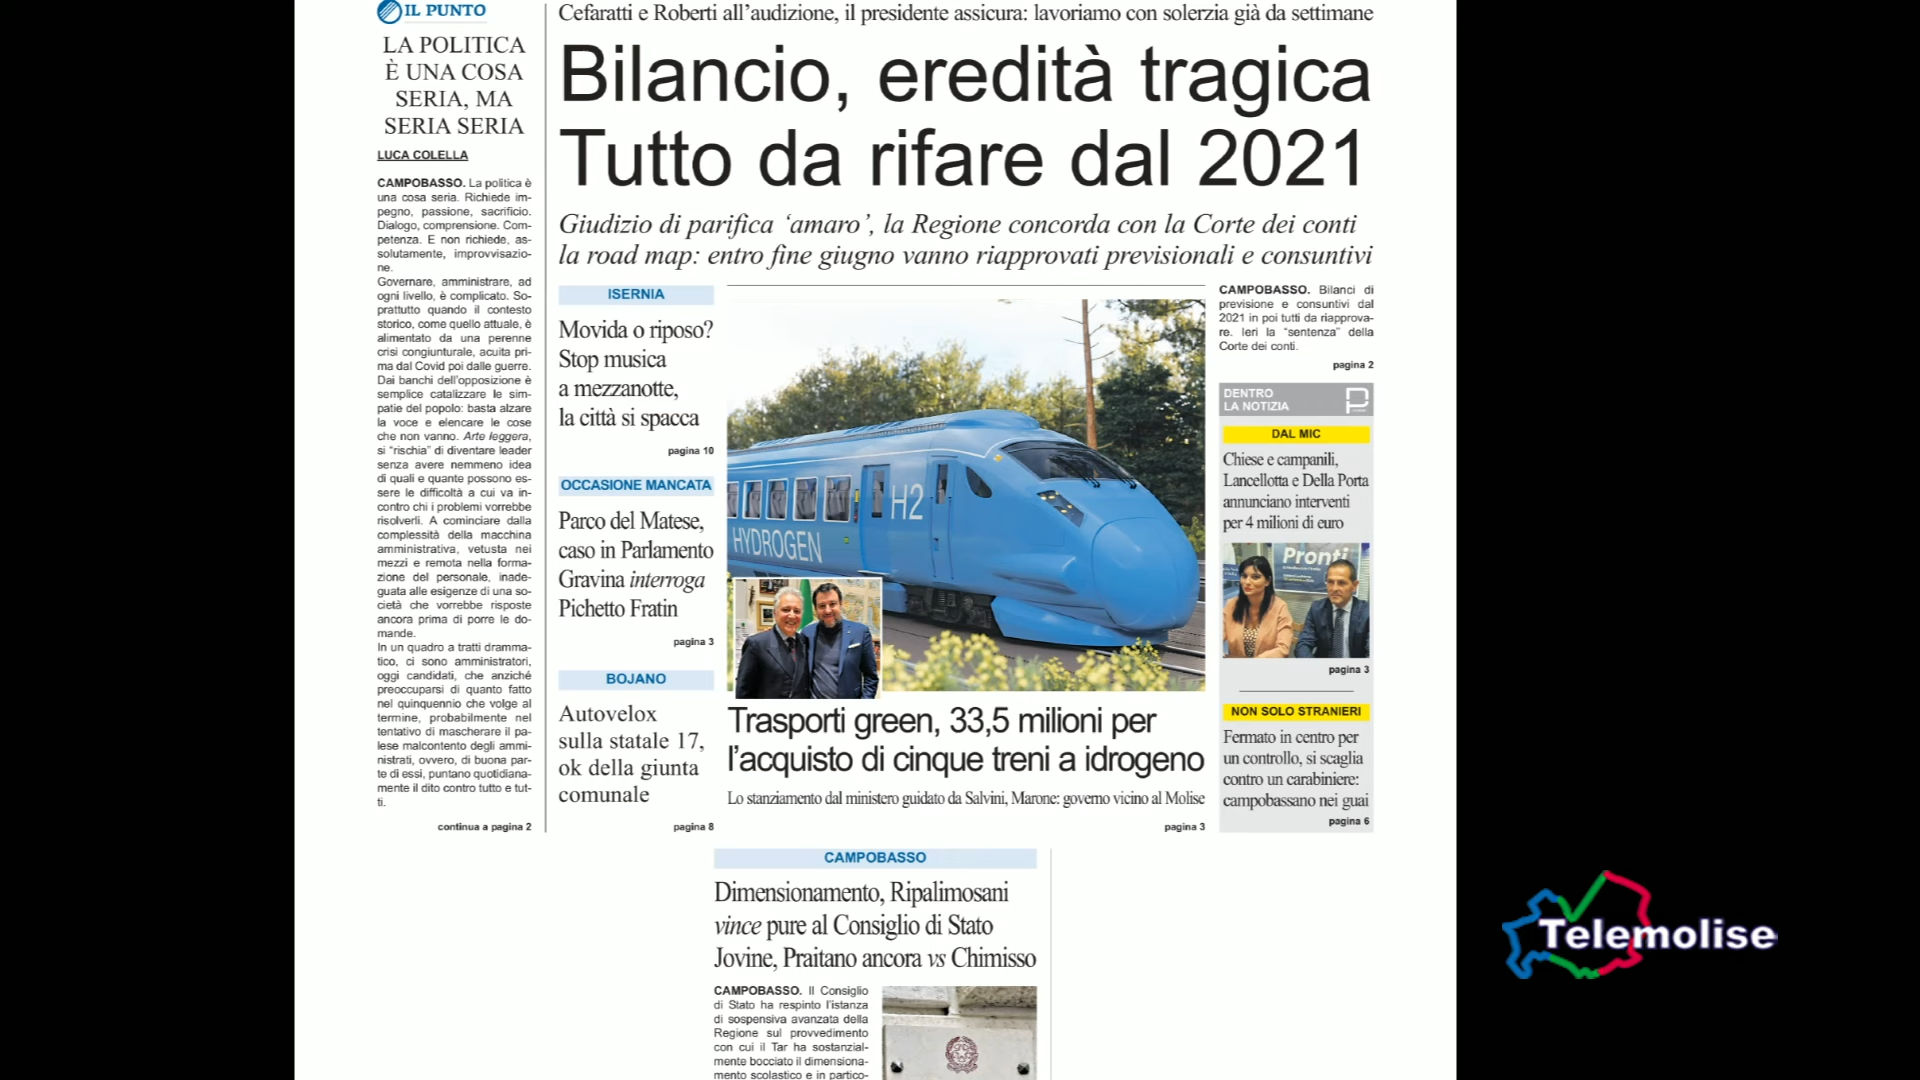 IL PUNTO
LA POLITICA
È UNA COSA
SERIA, MA
SERIA SERIA
LUCA COLELLA
CAMPOBASSO. La politica è
una cosa seria. Richiede im-
pegno, passione, sacrificio.
Dialogo, comprensione. Com-
petenza. E non richiede, as-
solutamente, improvvisazio-
ne.
Governare, amministrare, ad
ogni livello, è complicato. So-
prattutto quando il contesto
storico, come quello attuale, è
alimentato da una perenne
crisi congiunturale, acuita pri-
ma dal Covid poi dalle guerre.
Dai banchi dell'opposizione è
semplice catalizzare le sim-
patie del popolo: basta alzare
la voce e elencare le cose
che non vanno. Arte leggera,
si "rischia" di diventare leader
senza avere nemmeno idea
di quali e quante possono es-
sere le difficoltà a cui va in-
contro chi i problemi vorrebbe
risolverli. A cominciare dalla
complessità della macchina
amministrativa, vetusta nei
mezzi e remota nella forma-
zione del personale, inade-
guata alle esigenze di una so-
cietà che vorrebbe risposte
ancora prima di porre le do-
mande.
In un quadro a tratti dramma-
tico, ci sono amministratori,
oggi candidati, che anziché
preoccuparsi di quanto fatto
nel quinquennio che volge al
termine, probabilmente nel
tentativo di mascherare il pa-
lese malcontento degli ammi-
nistrati, ovvero, di buona par-
te di essi, puntano quotidiana-
mente il dito contro tutto e tut-
ti.
continua a pagina 2
Cefaratti e Roberti all'audizione, il presidente assicura: lavoriamo con solerzia già da settimane
Bilancio, eredità tragica
Tutto da rifare dal 2021
Giudizio di parifica 'amaro', la Regione concorda con la Corte dei conti
la road map: entro fine giugno vanno riapprovati previsionali e consuntivi
ISERNIA
Movida o riposo?
Stop musica
a mezzanotte,
la città si spacca
pagina 10
OCCASIONE MANCATA
Parco del Matese,
caso in Parlamento
Gravina interroga
Pichetto Fratin
pagina 3
BOJANO
Autovelox
sulla statale 17,
ok della giunta
comunale
pagina 8
H2
HYDROGEN
Trasporti green, 33,5 milioni per
l'acquisto di cinque treni a idrogeno
Lo stanziamento dal ministero guidato da Salvini, Marone: governo vicino al Molise
pagina 3
CAMPOBASSO. Bilanci di
previsione e consuntivi dal
2021 in poi tutti da riapprova-
re. Ieri la "sentenza" della
Corte dei conti.
pagina 2
DENTRO
LA NOTIZIA
DAL MIC
Chiese e campanili,
Lancellotta e Della Porta
annunciano interventi
per 4 milioni di euro
Pronti
pagina 3
NON SOLO STRANIERI
Fermato in centro per
un controllo, si scaglia
contro un carabiniere:
campobassano nei guai
pagina 6
CAMPOBASSO
Dimensionamento, Ripalimosani
vince pure al Consiglio di Stato
Jovine, Praitano ancora vs Chimisso
CAMPOBASSO. Il Consiglio
di Stato ha respinto l'istanza
di sospensiva avanzata della
Regione sul provvedimento
con cui il Tar ha sostanzial-
mente bocciato il dimensiona-
mento scolastico e in partico-
Telemolise